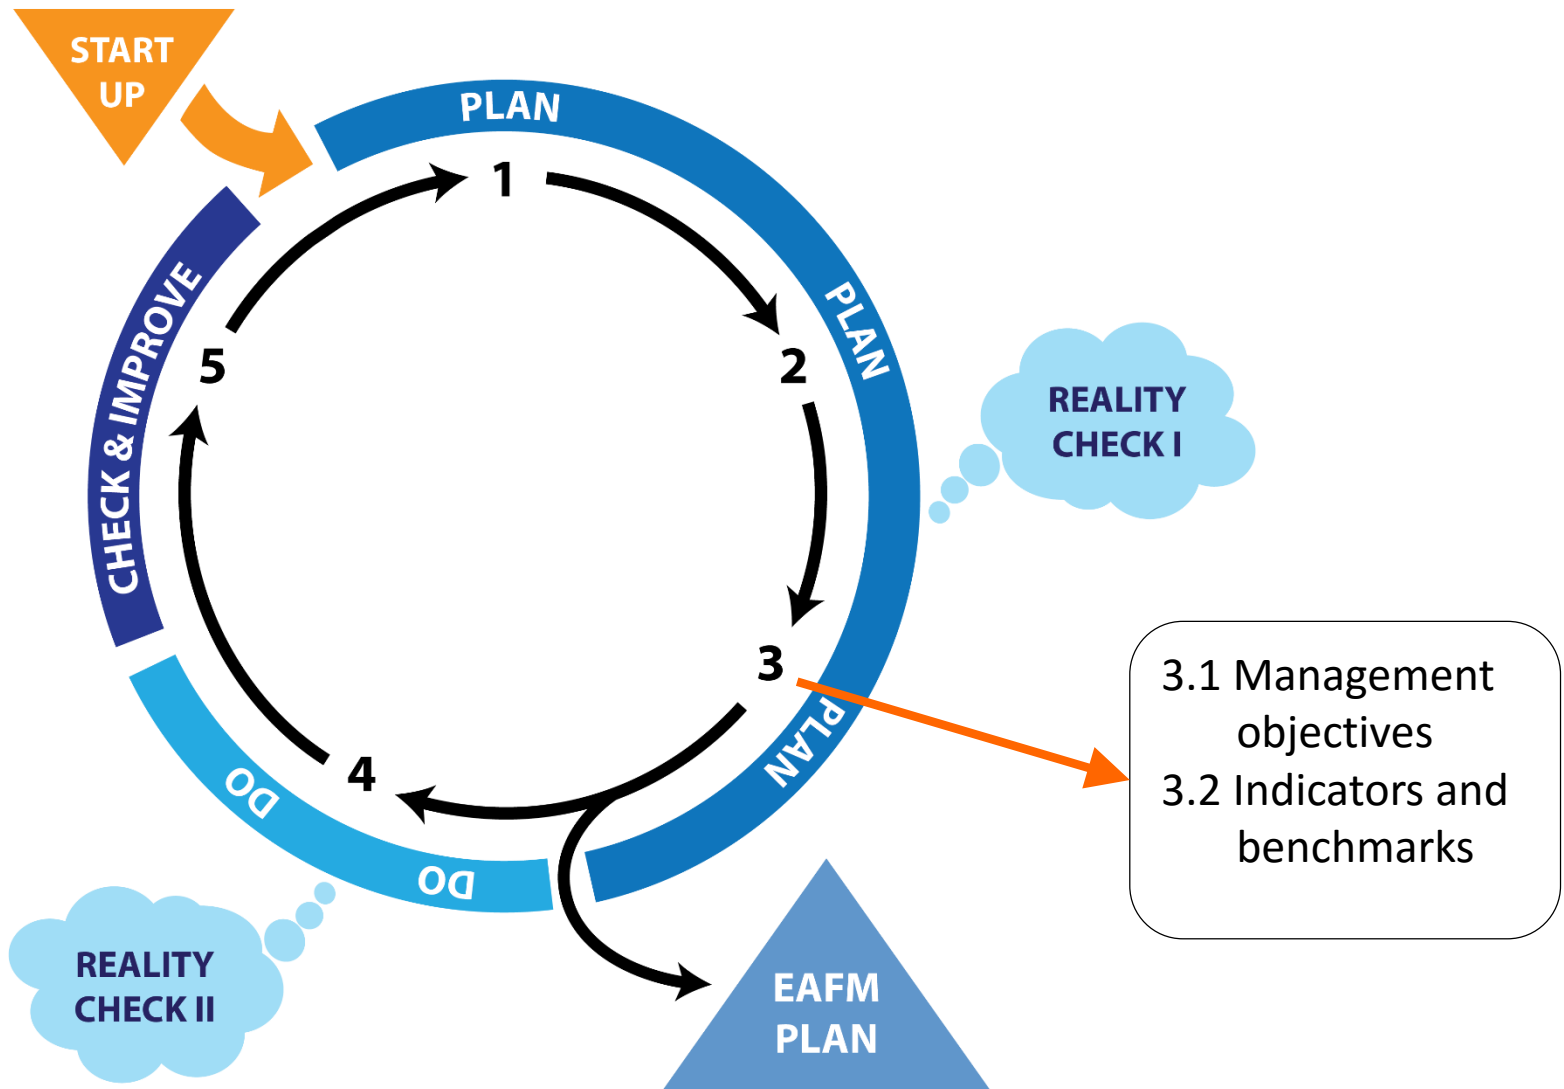 START
UP
PLAN
1
PLAN
2
REALITY
CHECK I
3
PLAN
3.1 Management
objectives
3.2 Indicators and
benchmarks
4
DO
DO
5
CHECK & IMPROVE
REALITY
CHECK II
EAFM
PLAN